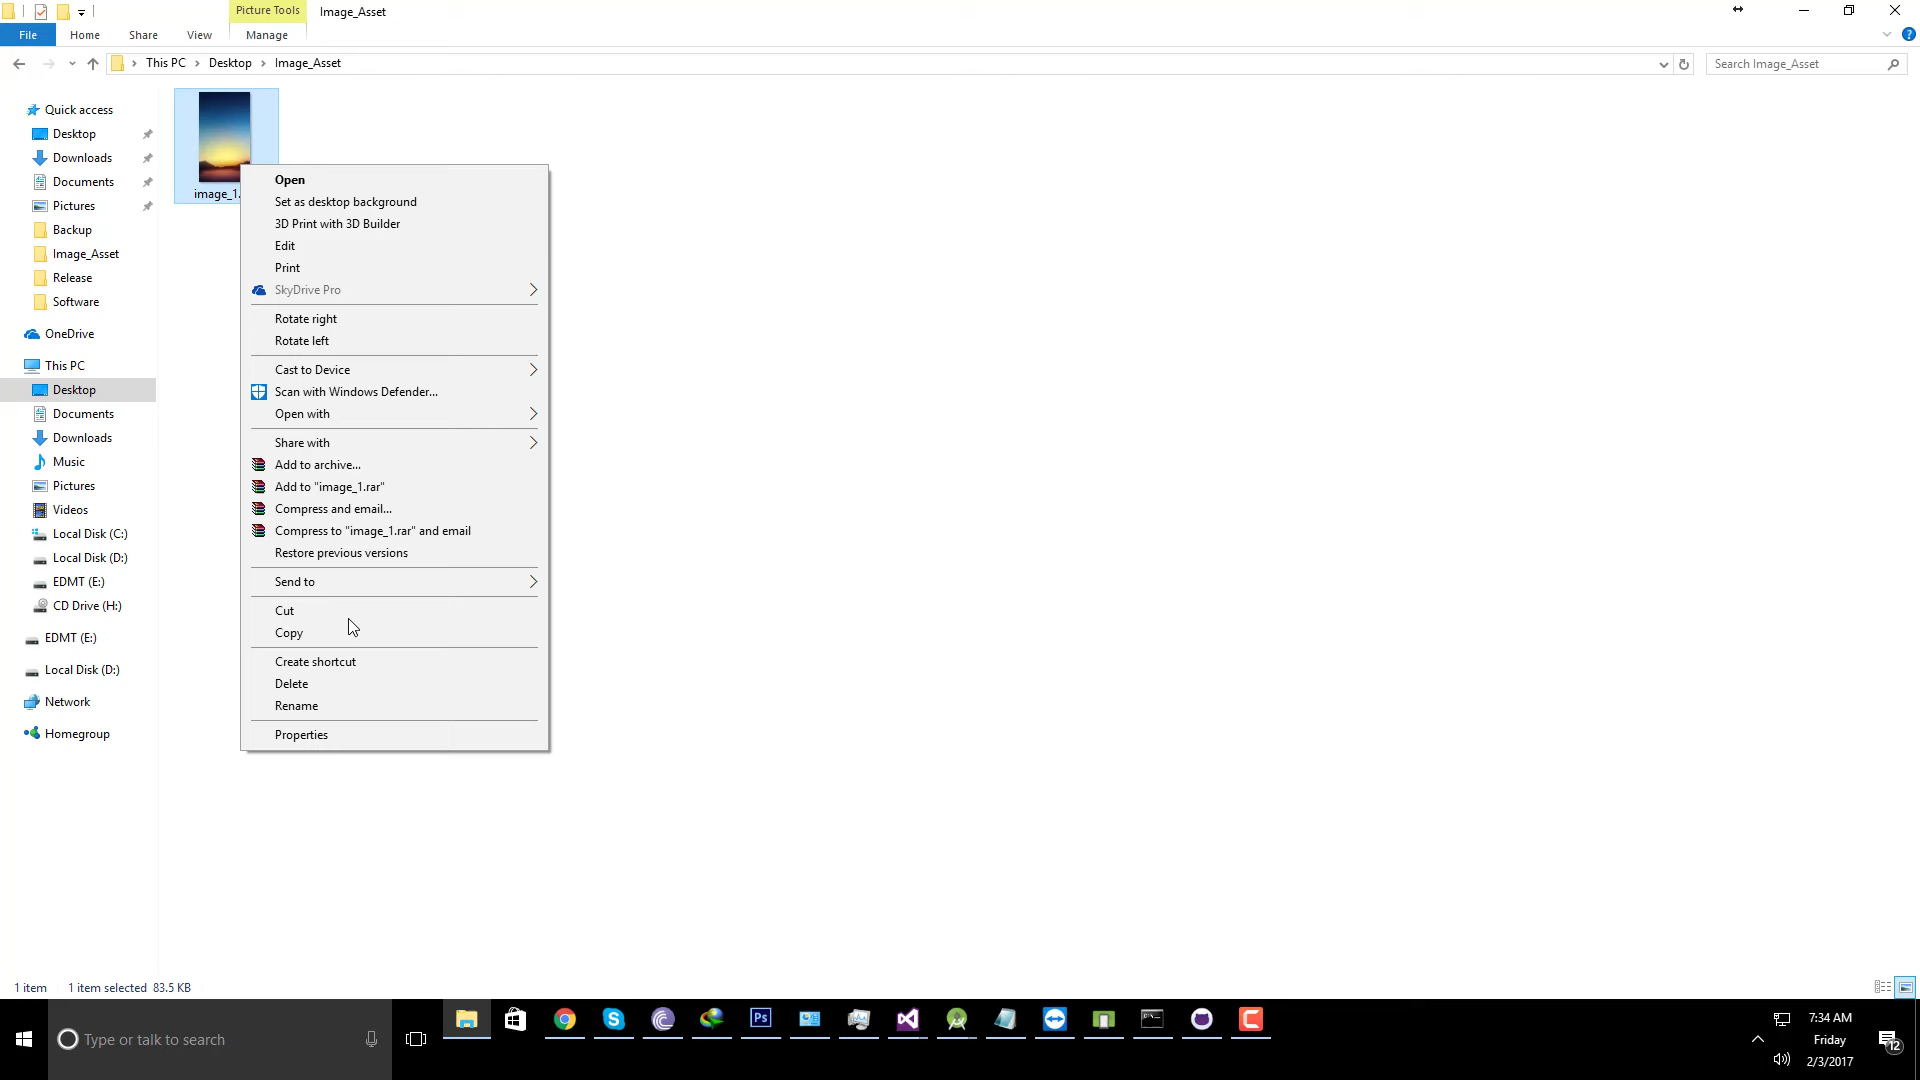 Picture Tools
Image_Asset
File
Home
Share
View
Manage
This PC
Desktop
Image_Asset
Search Image_Asset
Quick access
Desktop
Downloads
Documents
Pictures
Backup
Image_Asset
Release
Software
OneDrive
This PC
Desktop
Documents
Downloads
Music
Pictures
Videos
Local Disk (C:)
Local Disk (D:)
EDMT (E:)
CD Drive (H:)
EDMT (E:)
Local Disk (D:)
Network
Homegroup
image_1.
Open
Set as desktop background
3D Print with 3D Builder
Edit
Print
SkyDrive Pro
Rotate right
Rotate left
Cast to Device
Scan with Windows Defender...
Open with
Share with
Add to archive...
Add to "image_1.rar"
Compress and email...
Compress to "image_1.rar" and email
Restore previous versions
Send to
Cut
Copy
Create shortcut
Delete
Rename
Properties
1 item
1 item selected 83.5 KB
Type or talk to search
Ps
7:34 AM
Friday
2/3/2017
12